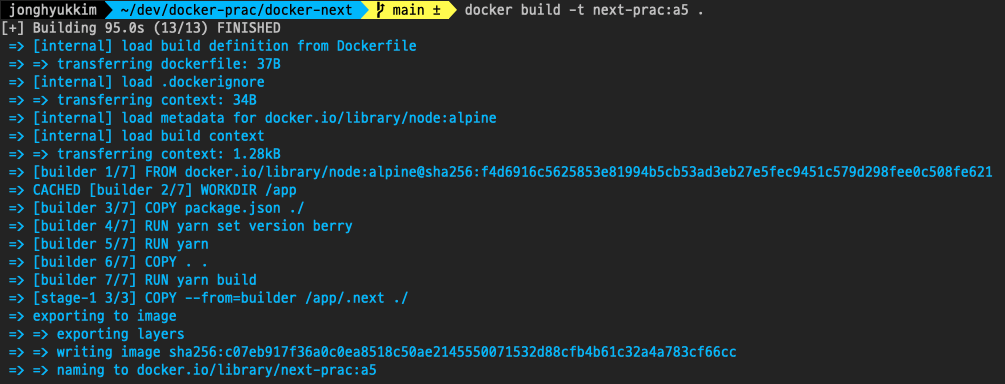 jonghyukkim ~/dev/docker-prac/docker-next main ± docker build -t next-prac:a5 .
[+] Building 95.0s (13/13) FINISHED
=> [internal] load build definition from Dockerfile
=> => transferring dockerfile: 37B
=> [internal] load .dockerignore
=> => transferring context: 34B
=> [internal] load metadata for docker.io/library/node:alpine
=> [internal] load build context
=> => transferring context: 1.28kB
=> [builder 1/7] FROM docker.io/library/node:alpine@sha256:f4d6916c5625853e81994b5cb53ad3eb27e5fec9451c579d298fee0c508fe621
=> CACHED [builder 2/7] WORKDIR /app
=> [builder 3/7] COPY package.json ./
=> [builder 4/7] RUN yarn set version berry
=> [builder 5/7] RUN yarn
=> [builder 6/7] COPY . .
=> [builder 7/7] RUN yarn build
=> [stage-1 3/3] COPY --from=builder /app/.next ./
=> exporting to image
=> => exporting layers
=> => writing image sha256:c07eb917f36a0c0ea8518c50ae2145550071532d88cfb4b61c32a4a783cf66cc
=> => naming to docker.io/library/next-prac:a5